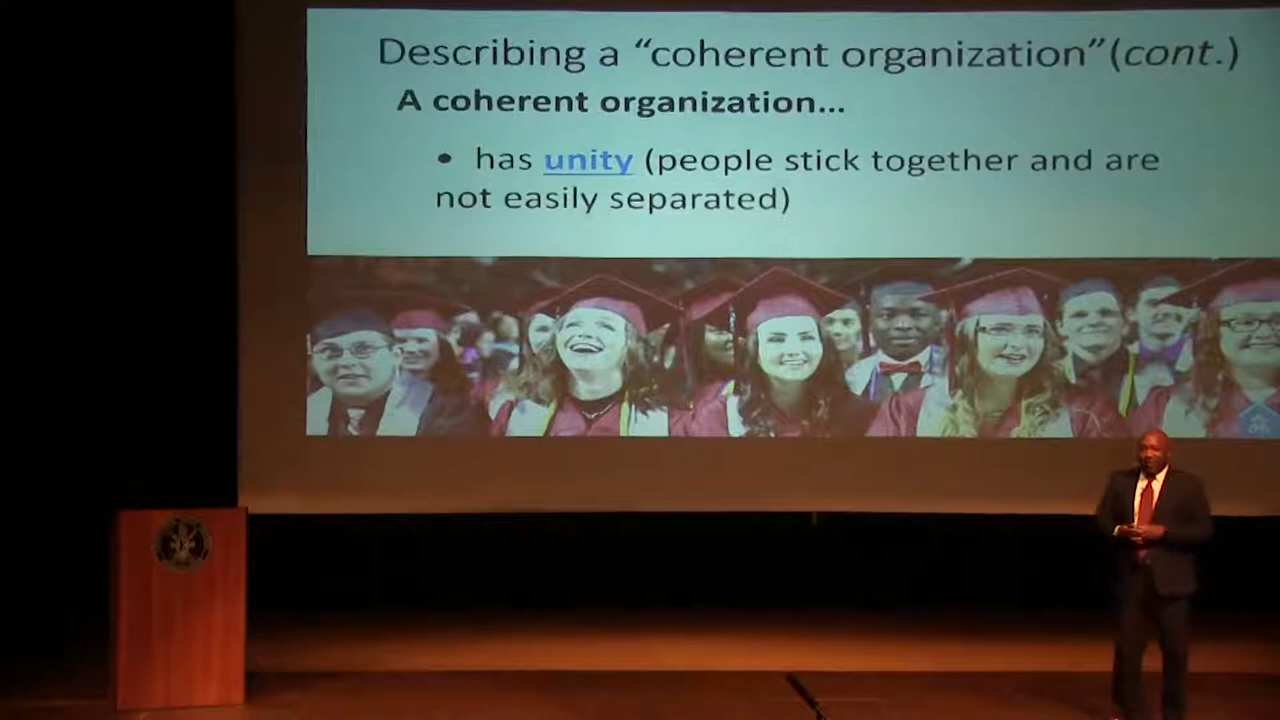 Describing a “coherent organization”(cont.)
A coherent organization...
• has unity (people stick together and are
not easily separated)